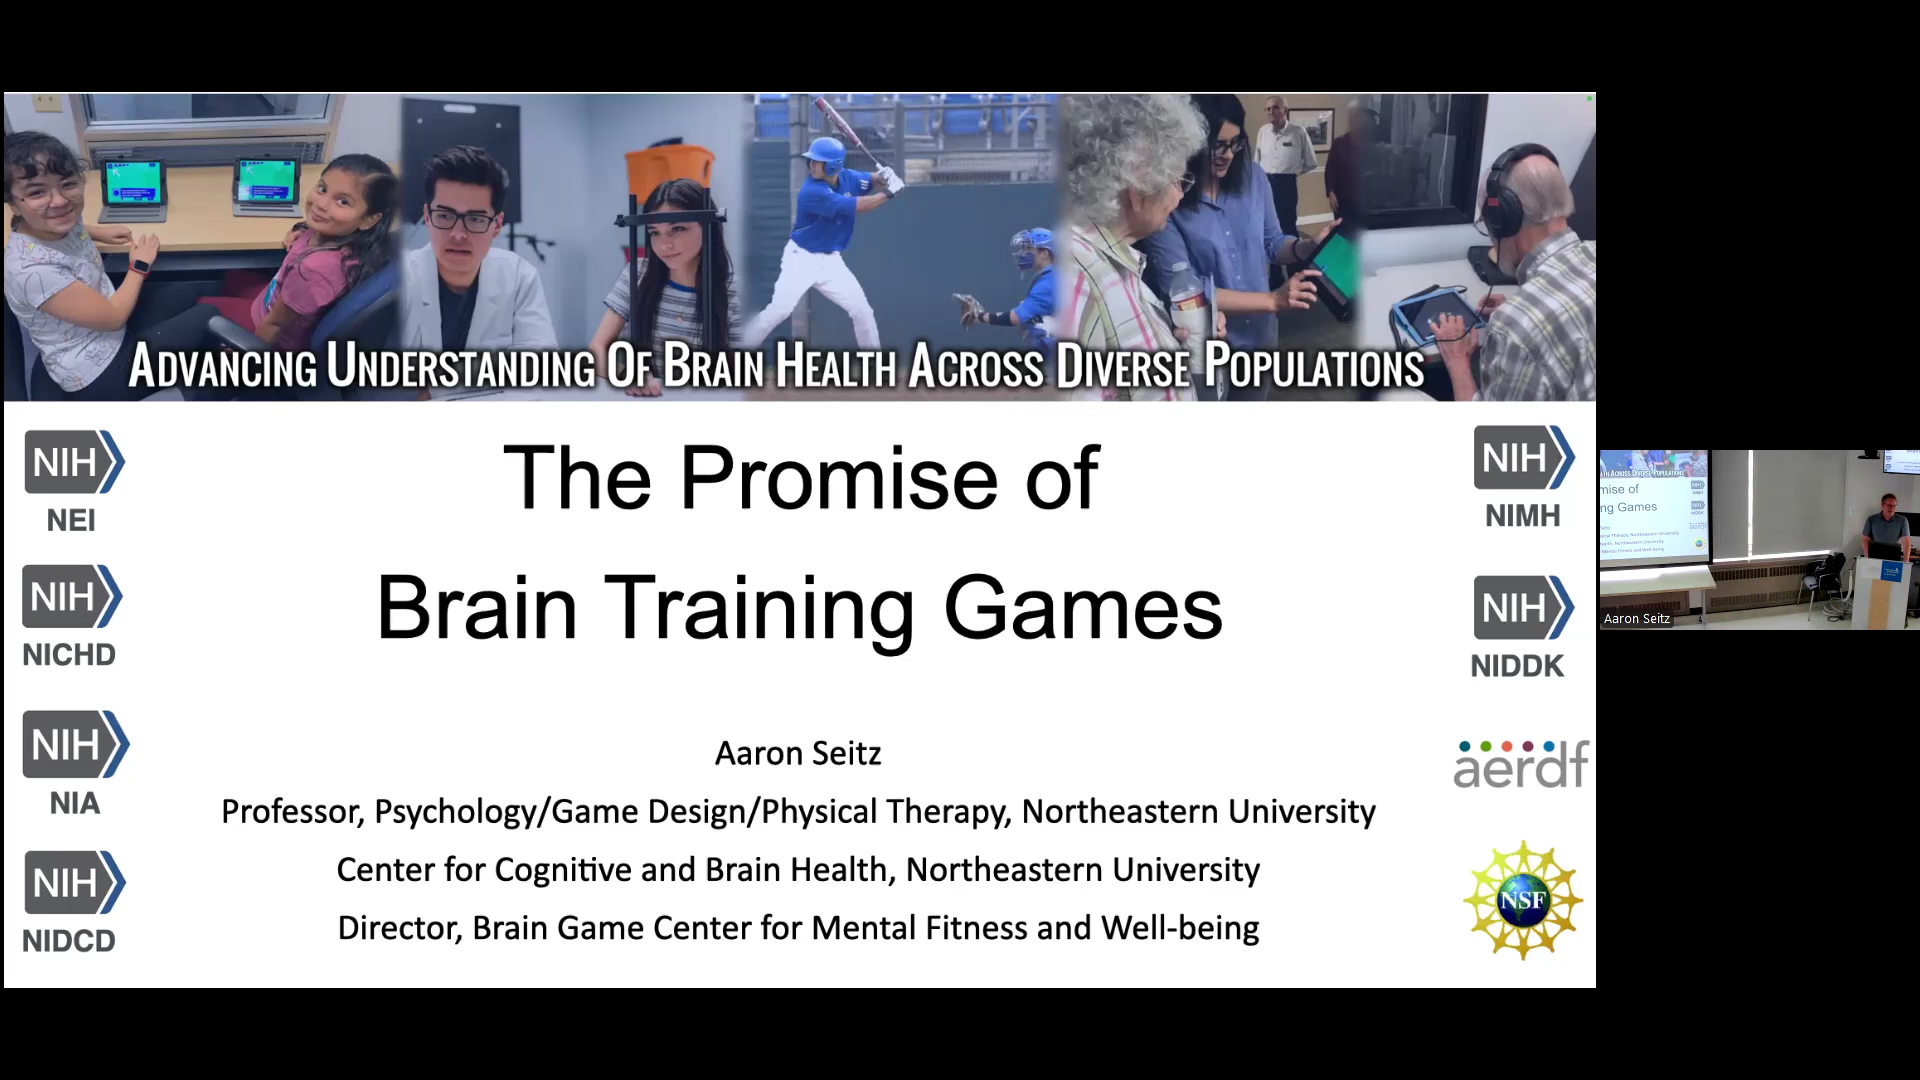 ADVANCING UNDERSTANDING OF BRAIN HEALTH ACROSS DIVERSE POPULATIONS
The Promise of
Brain Training Games
Aaron Seitz
Professor, Psychology/Game Design/Physical Therapy, Northeastern University
Center for Cognitive and Brain Health, Northeastern University
Director, Brain Game Center for Mental Fitness and Well-being
NIH
NEI
NIH
NICHD
NIH
NIA
NIH
NIDCD
NIH
NIMH
NIH
NIDDK
aerdf
NSF
mise of
ng Games
Aaron Seitz